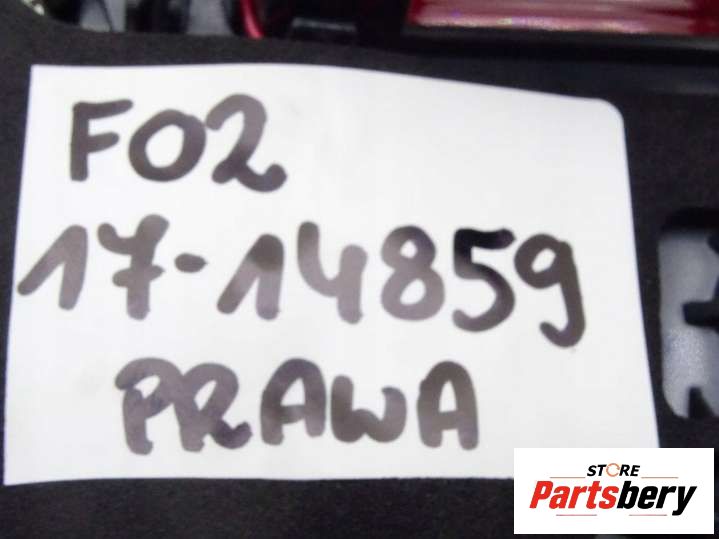 F02
17-14859
PRAWA
STORE
Partsbery